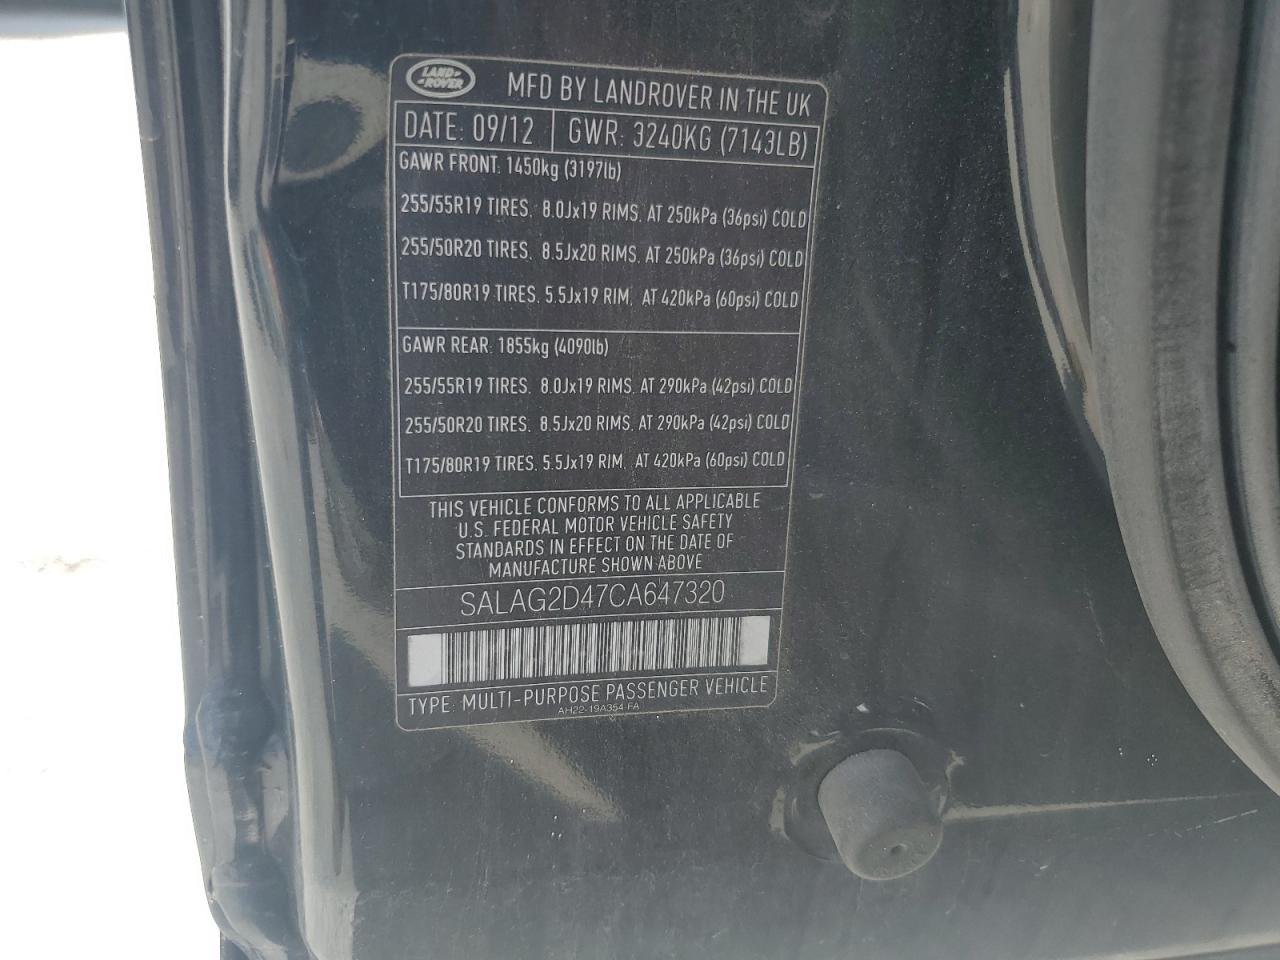 LAND-
-ROVER
MFD BY LANDROVER IN THE UK
DATE: 09/12 GWR: 3240KG (7143LB)
GAWR FRONT: 1450kg (3197lb)
255/55R19 TIRES, 8.0Jx19 RIMS, AT 250kPa (36psi) COLD
255/50R20 TIRES, 8.5Jx20 RIMS, AT 250kPa (36psi) COLD
T175/80R19 TIRES, 5.5Jx19 RIM, AT 420kPa (60psi) COLD
GAWR REAR: 1855kg (4090lb)
255/55R19 TIRES, 8.0Jx19 RIMS, AT 290kPa (42psi) COLD
255/50R20 TIRES, 8.5Jx20 RIMS, AT 290kPa (42psi) COLD
T175/80R19 TIRES, 5.5Jx19 RIM, AT 420kPa (60psi) COLD
THIS VEHICLE CONFORMS TO ALL APPLICABLE
U.S. FEDERAL MOTOR VEHICLE SAFETY
STANDARDS IN EFFECT ON THE DATE OF
MANUFACTURE SHOWN ABOVE
SALAG2D47CA647320
TYPE: MULTI-PURPOSE PASSENGER VEHICLE
AH22-19A354-FA